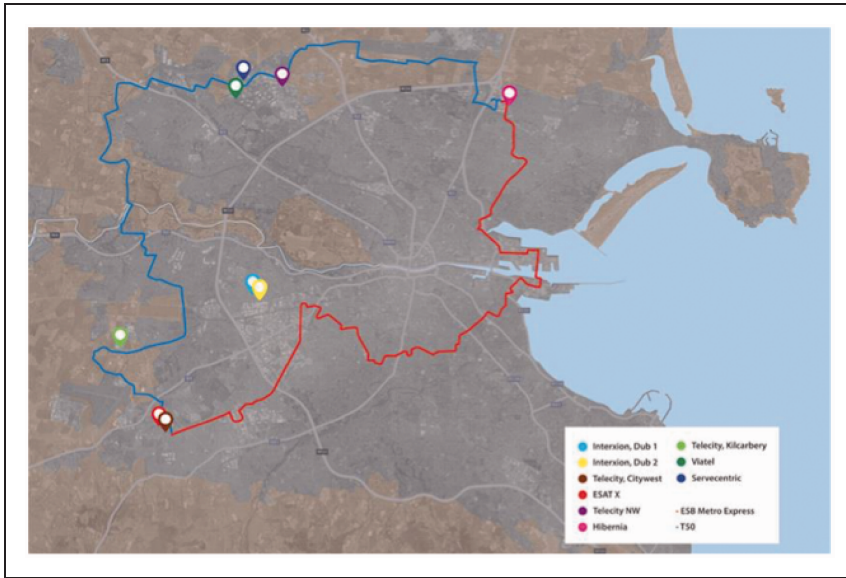 Interxion, Dub 1
Interxion, Dub 2
Telecity, Citywest
ESAT X
Telecity NW
Hibernia
Telecity, Kilcarbery
Viatel
Servecentric
- ESB Metro Express
- T50